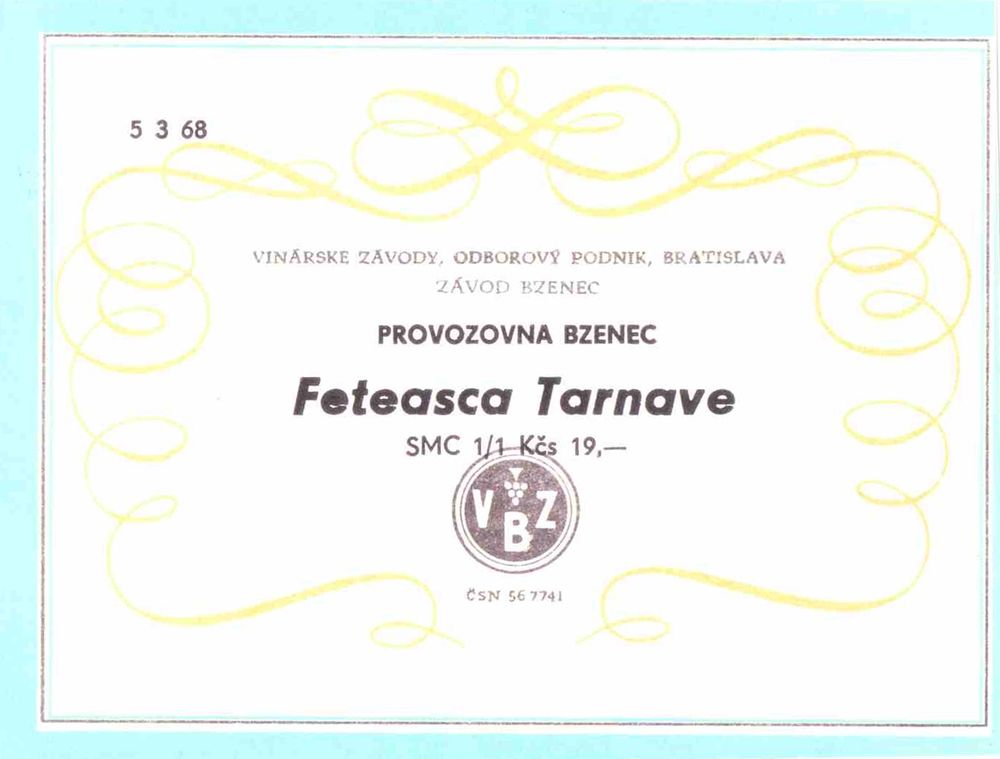 5 3 68
VINÁRSKE ZÁVODY, ODBOROVÝ PODNIK, BRATISLAVA
ZÁVOD BZENEC
PROVOZOVNA BZENEC
Feteasca Tarnave
SMC 1/1 Kčs 19,—
V B Z
ČSN 56 7741